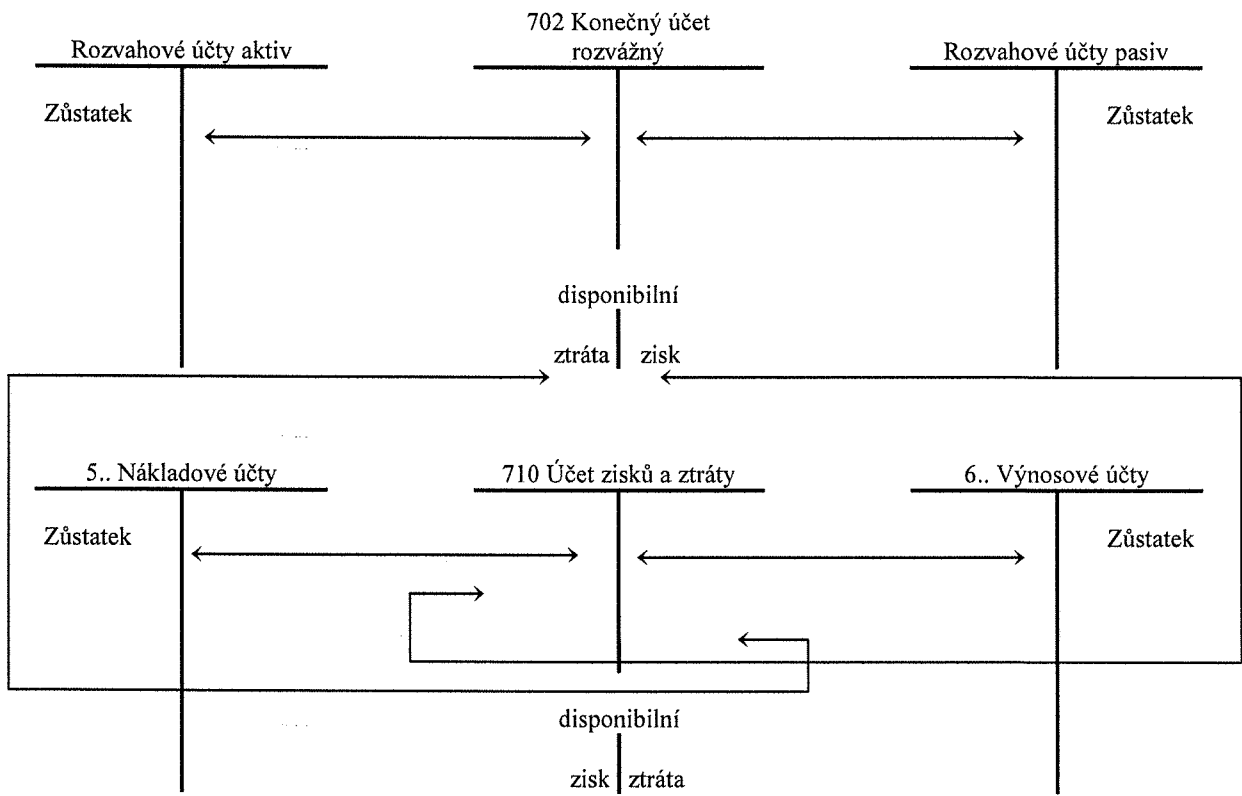 702 Konečný účet
Rozvahové účty aktiv
rozvážný
Rozvahové účty pasiv
Zůstatek
Zůstatek
disponibilní
ztráta
zisk
5.. Nákladové účty
710 Účet zisků a ztráty
6.. Výnosové účty
Zůstatek
Zůstatek
disponibilní
zisk
ztráta